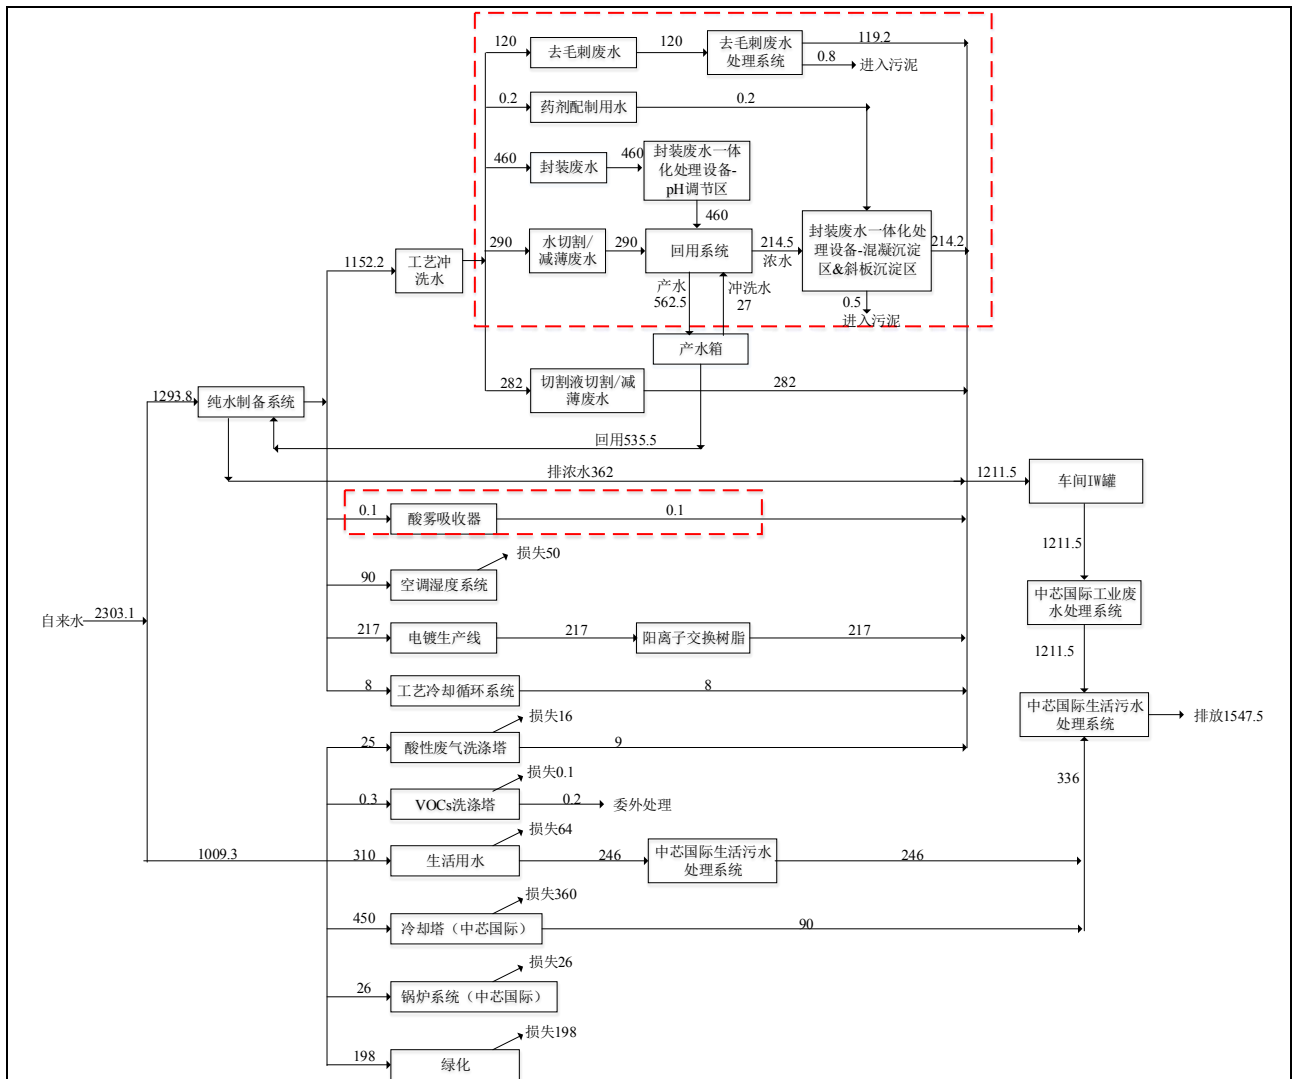 120
去毛刺废水
120
去毛刺废水
处理系统
119.2
0.8
进入污泥
0.2
药剂配制用水
0.2
460
封装废水
460
封装废水一体
化处理设备-
pH调节区
460
290
水切割/
减薄废水
290
回用系统
214.5
浓水
封装废水一体化处
理设备-混凝沉淀
区&斜板沉淀区
214.2
0.5
进入污泥
1152.2
工艺冲
洗水
产水
562.5
冲洗水
27
产水箱
282
切割液切割/减
薄废水
282
1293.8
纯水制备系统
回用535.5
排浓水362
1211.5
车间IW罐
0.1
酸雾吸收器
0.1
1211.5
损失50
90
空调湿度系统
中芯国际工业废
水处理系统
自来水
2303.1
217
电镀生产线
217
阳离子交换树脂
217
1211.5
8
工艺冷却循环系统
8
中芯国际生活污水
处理系统
排放1547.5
损失16
25
酸性废气洗涤塔
9
336
损失0.1
0.3
VOCs洗涤塔
0.2
委外处理
损失64
1009.3
310
生活用水
246
中芯国际生活污水
处理系统
246
损失360
450
冷却塔（中芯国际）
90
损失26
26
锅炉系统（中芯国际）
损失198
198
绿化